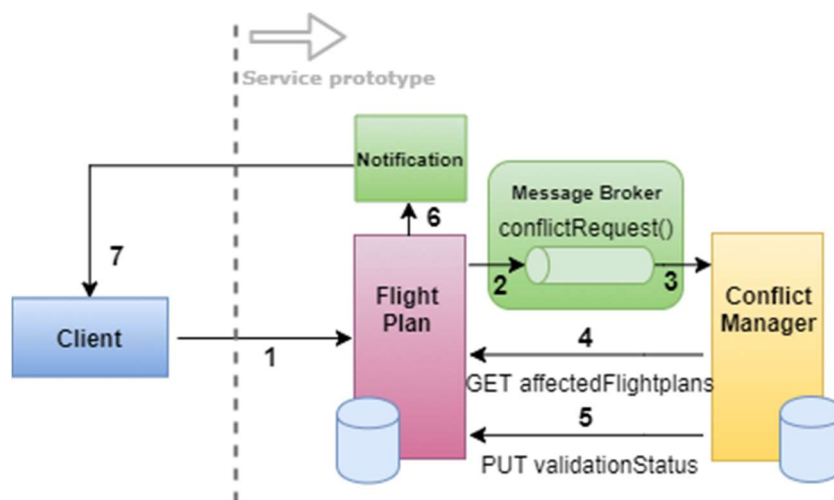 Service prototype
Notification
Message Broker
conflictRequest()
6
7
2
3
Flight
Plan
Conflict
Manager
Client
1
4
GET affectedFlightplans
5
PUT validationStatus